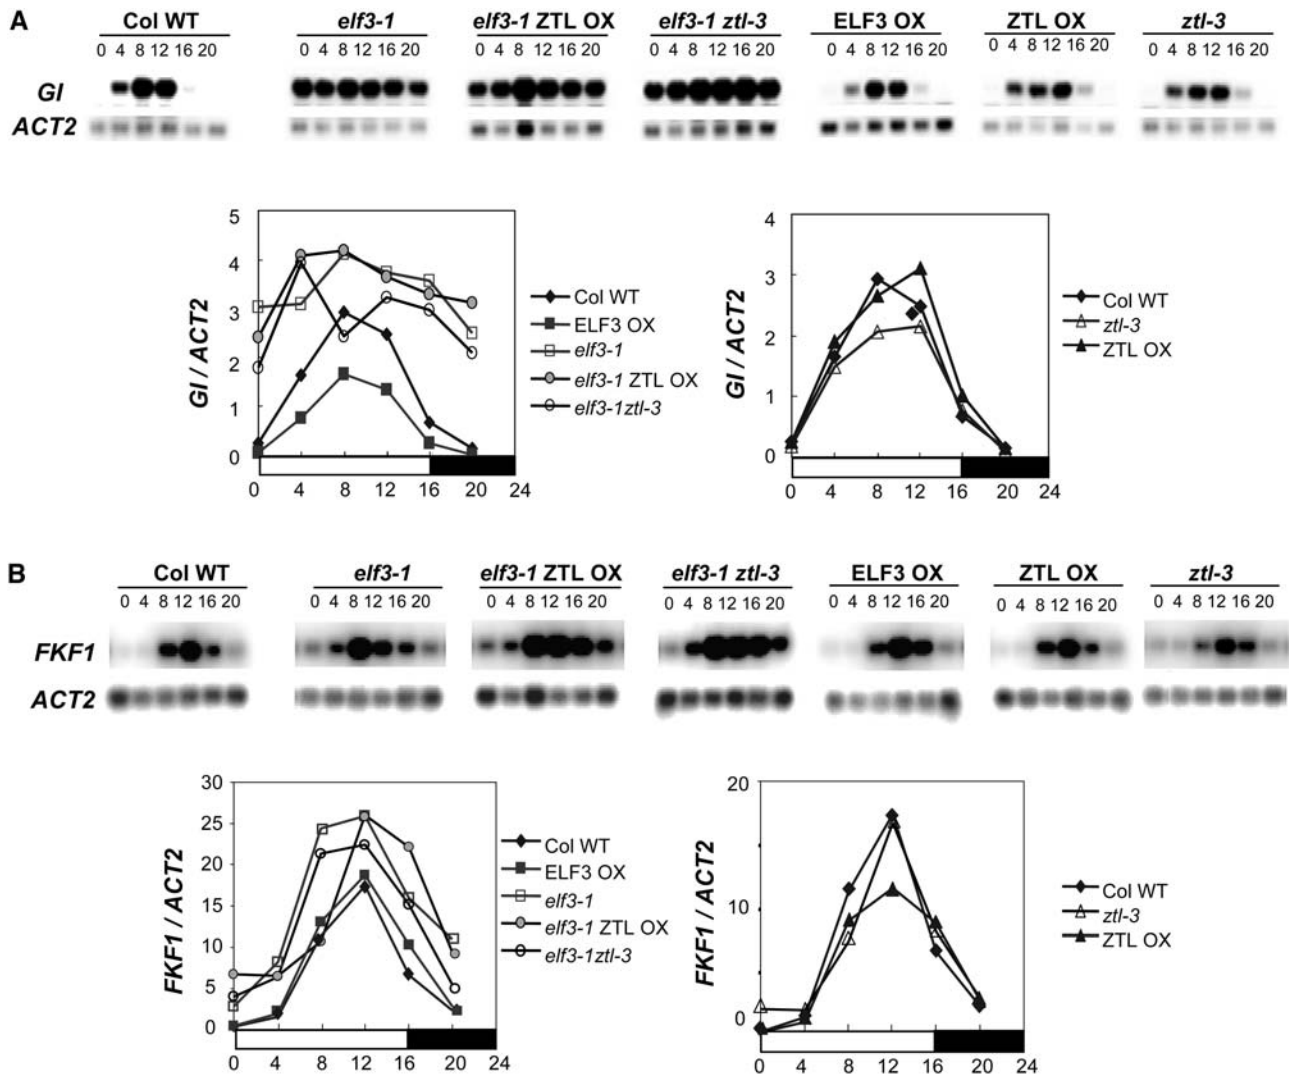 A
Col WT elf3-1 elf3-1 ZTL OX elf3-1 ztl-3 ELF3 OX ZTL OX ztl-3
0 4 8 12 16 20 0 4 8 12 16 20 0 4 8 12 16 20 0 4 8 12 16 20 0 4 8 12 16 20 0 4 8 12 16 20 0 4 8 12 16 20
GI
ACT2
GI / ACT2
5
4
3
2
1
0
0 4 8 12 16 20 24
Col WT
ELF3 OX
elf3-1
elf3-1 ZTL OX
elf3-1ztl-3
GI / ACT2
4
3
2
1
0
0 4 8 12 16 20 24
Col WT
ztl-3
ZTL OX
B
Col WT elf3-1 elf3-1 ZTL OX elf3-1 ztl-3 ELF3 OX ZTL OX ztl-3
0 4 8 12 16 20 0 4 8 12 16 20 0 4 8 12 16 20 0 4 8 12 16 20 0 4 8 12 16 20 0 4 8 12 16 20 0 4 8 12 16 20
FKF1
ACT2
FKF1 / ACT2
30
25
20
15
10
5
0
0 4 8 12 16 20 24
Col WT
ELF3 OX
elf3-1
elf3-1 ZTL OX
elf3-1ztl-3
FKF1 / ACT2
20
10
0
0 4 8 12 16 20 24
Col WT
ztl-3
ZTL OX